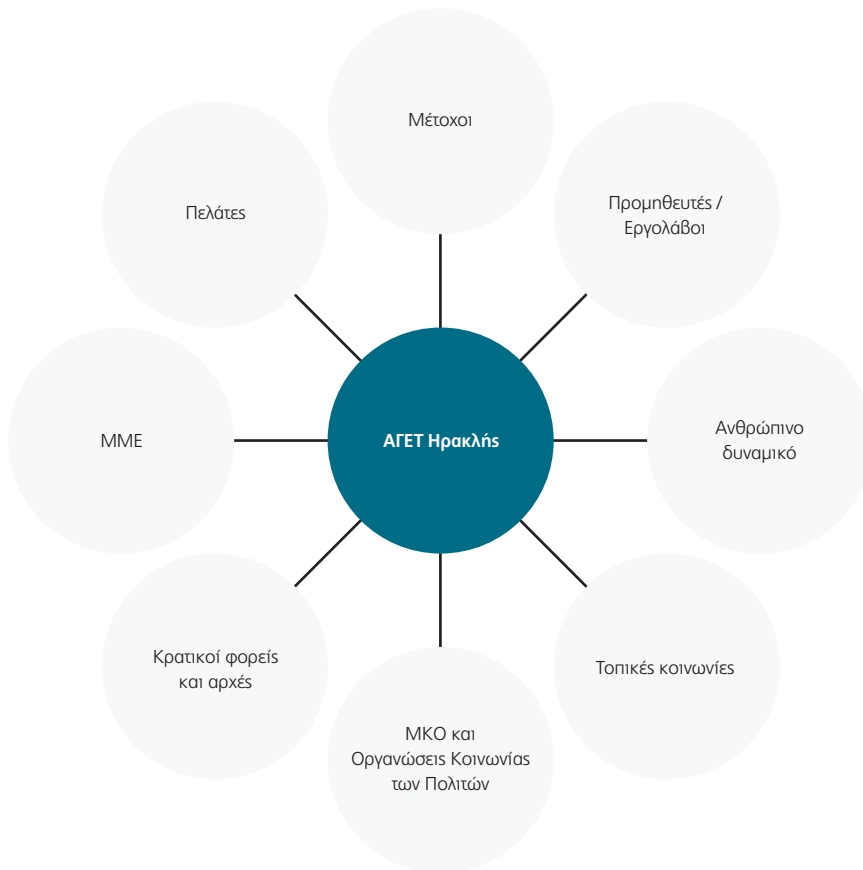 Μέτοχοι
Προμηθευτές /
Εργολάβοι
Ανθρώπινο
δυναμικό
Τοπικές κοινωνίες
ΜΚΟ και
Οργανώσεις Κοινωνίας
των Πολιτών
Κρατικοί φορείς
και αρχές
ΜΜΕ
Πελάτες
ΑΓΕΤ Ηρακλής